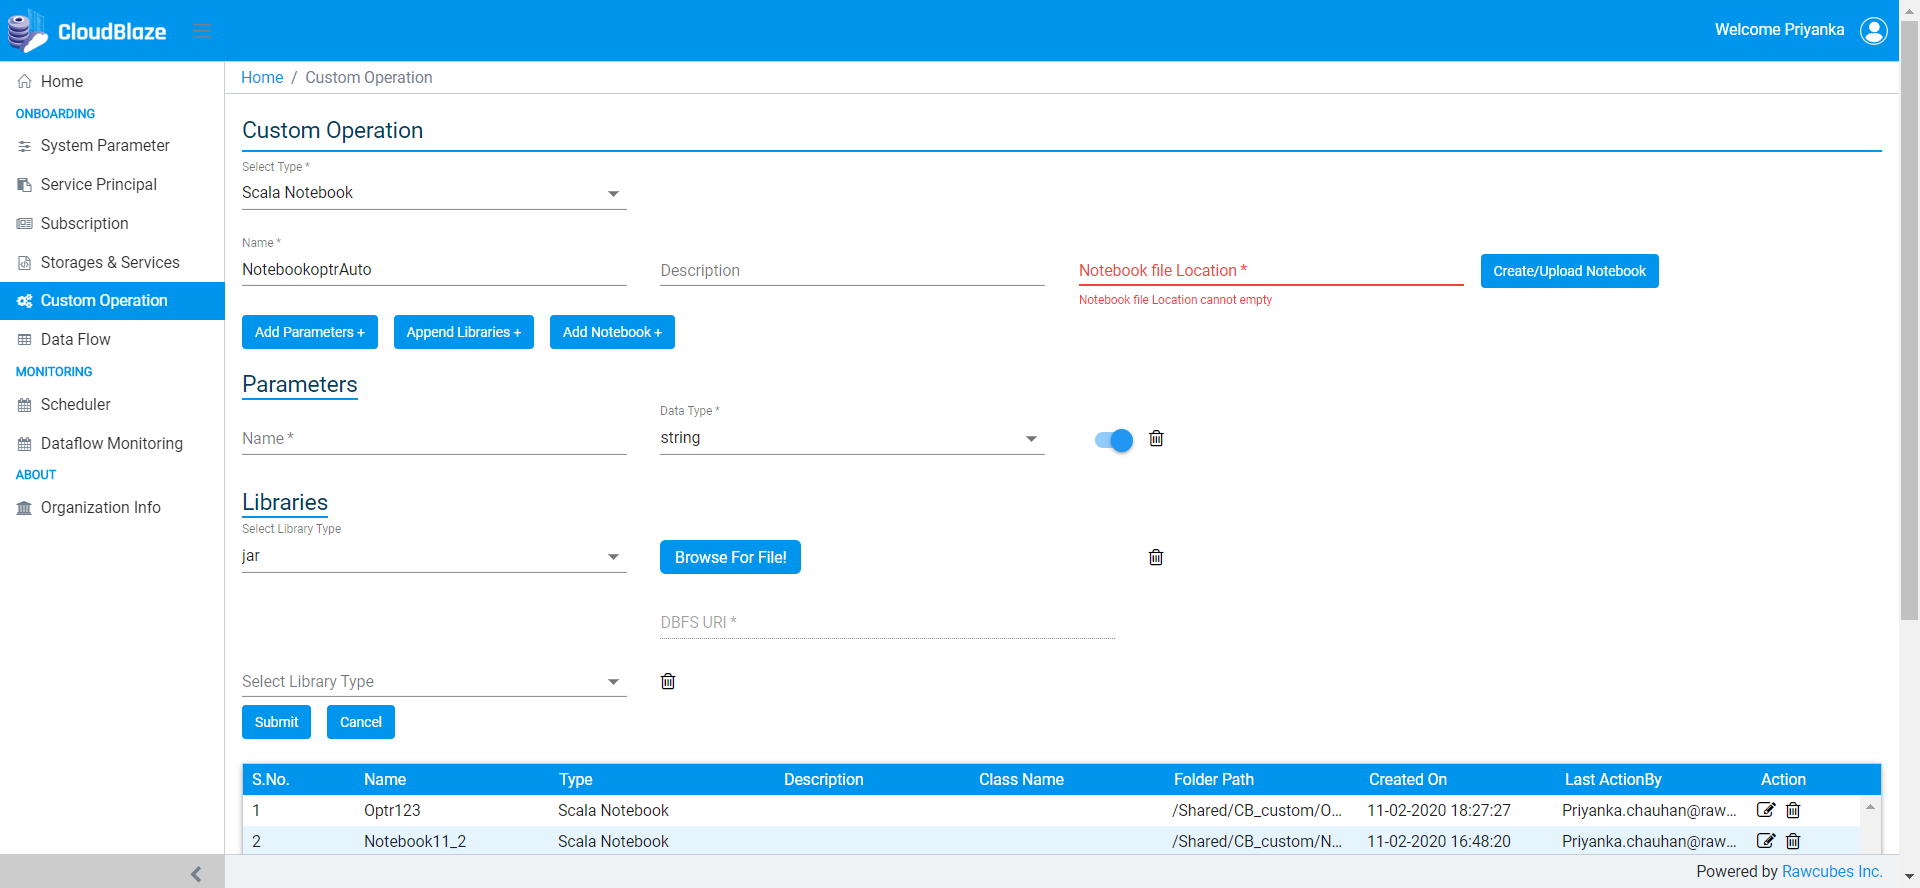 CloudBlaze
Welcome Priyanka
Home
ONBOARDING
System Parameter
Service Principal
Subscription
Storages & Services
Custom Operation
Data Flow
MONITORING
Scheduler
Dataflow Monitoring
ABOUT
Organization Info
Home / Custom Operation
Custom Operation
Select Type *
Scala Notebook
Name *
NotebookoptrAuto
Description
Notebook file Location *
Notebook file Location cannot empty
Create/Upload Notebook
Add Parameters +
Append Libraries +
Add Notebook +
Parameters
Name *
Data Type *
string
Libraries
Select Library Type
jar
Browse For File!
DBFS URI *
Select Library Type
Submit
Cancel
S.No. Name Type Description Class Name Folder Path Created On Last ActionBy Action
1 Optr123 Scala Notebook /Shared/CB_custom/O... 11-02-2020 18:27:27 Priyanka.chauhan@raw...
2 Notebook11_2 Scala Notebook /Shared/CB_custom/N... 11-02-2020 16:48:20 Priyanka.chauhan@raw...
Powered by Rawcubes Inc.